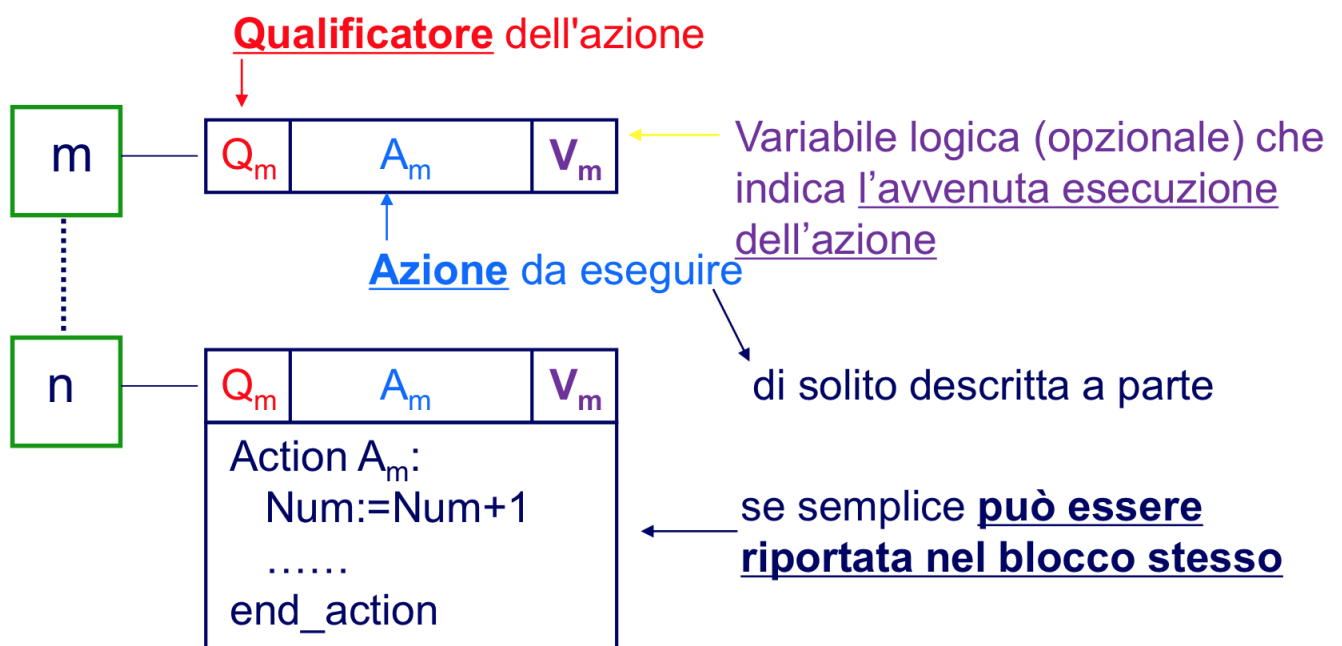 Qualificatore dell'azione
m
Qm
Am
Vm
Variabile logica (opzionale) che
indica l’avvenuta esecuzione
dell’azione
Azione da eseguire
n
Qm
Am
Vm
di solito descritta a parte
Action Am:
Num:=Num+1
……
end_action
se semplice può essere
riportata nel blocco stesso